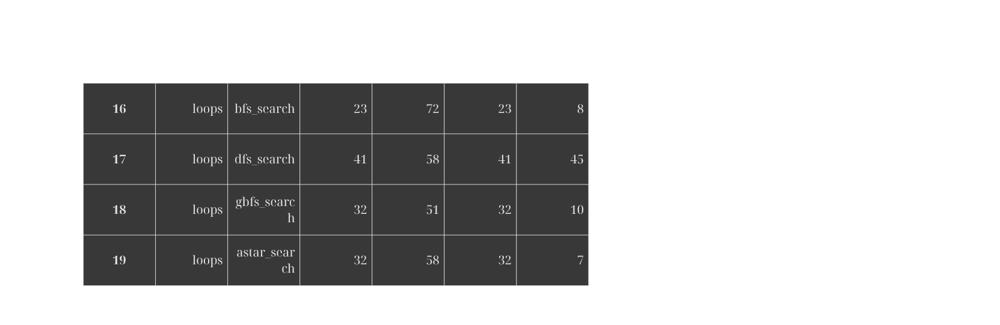 16 loops bfs_search 23 72 23 8
17 loops dfs_search 41 58 41 45
18 loops gbfs_searc 32 51 32 10
h
19 loops astar_sear 32 58 32 7
ch